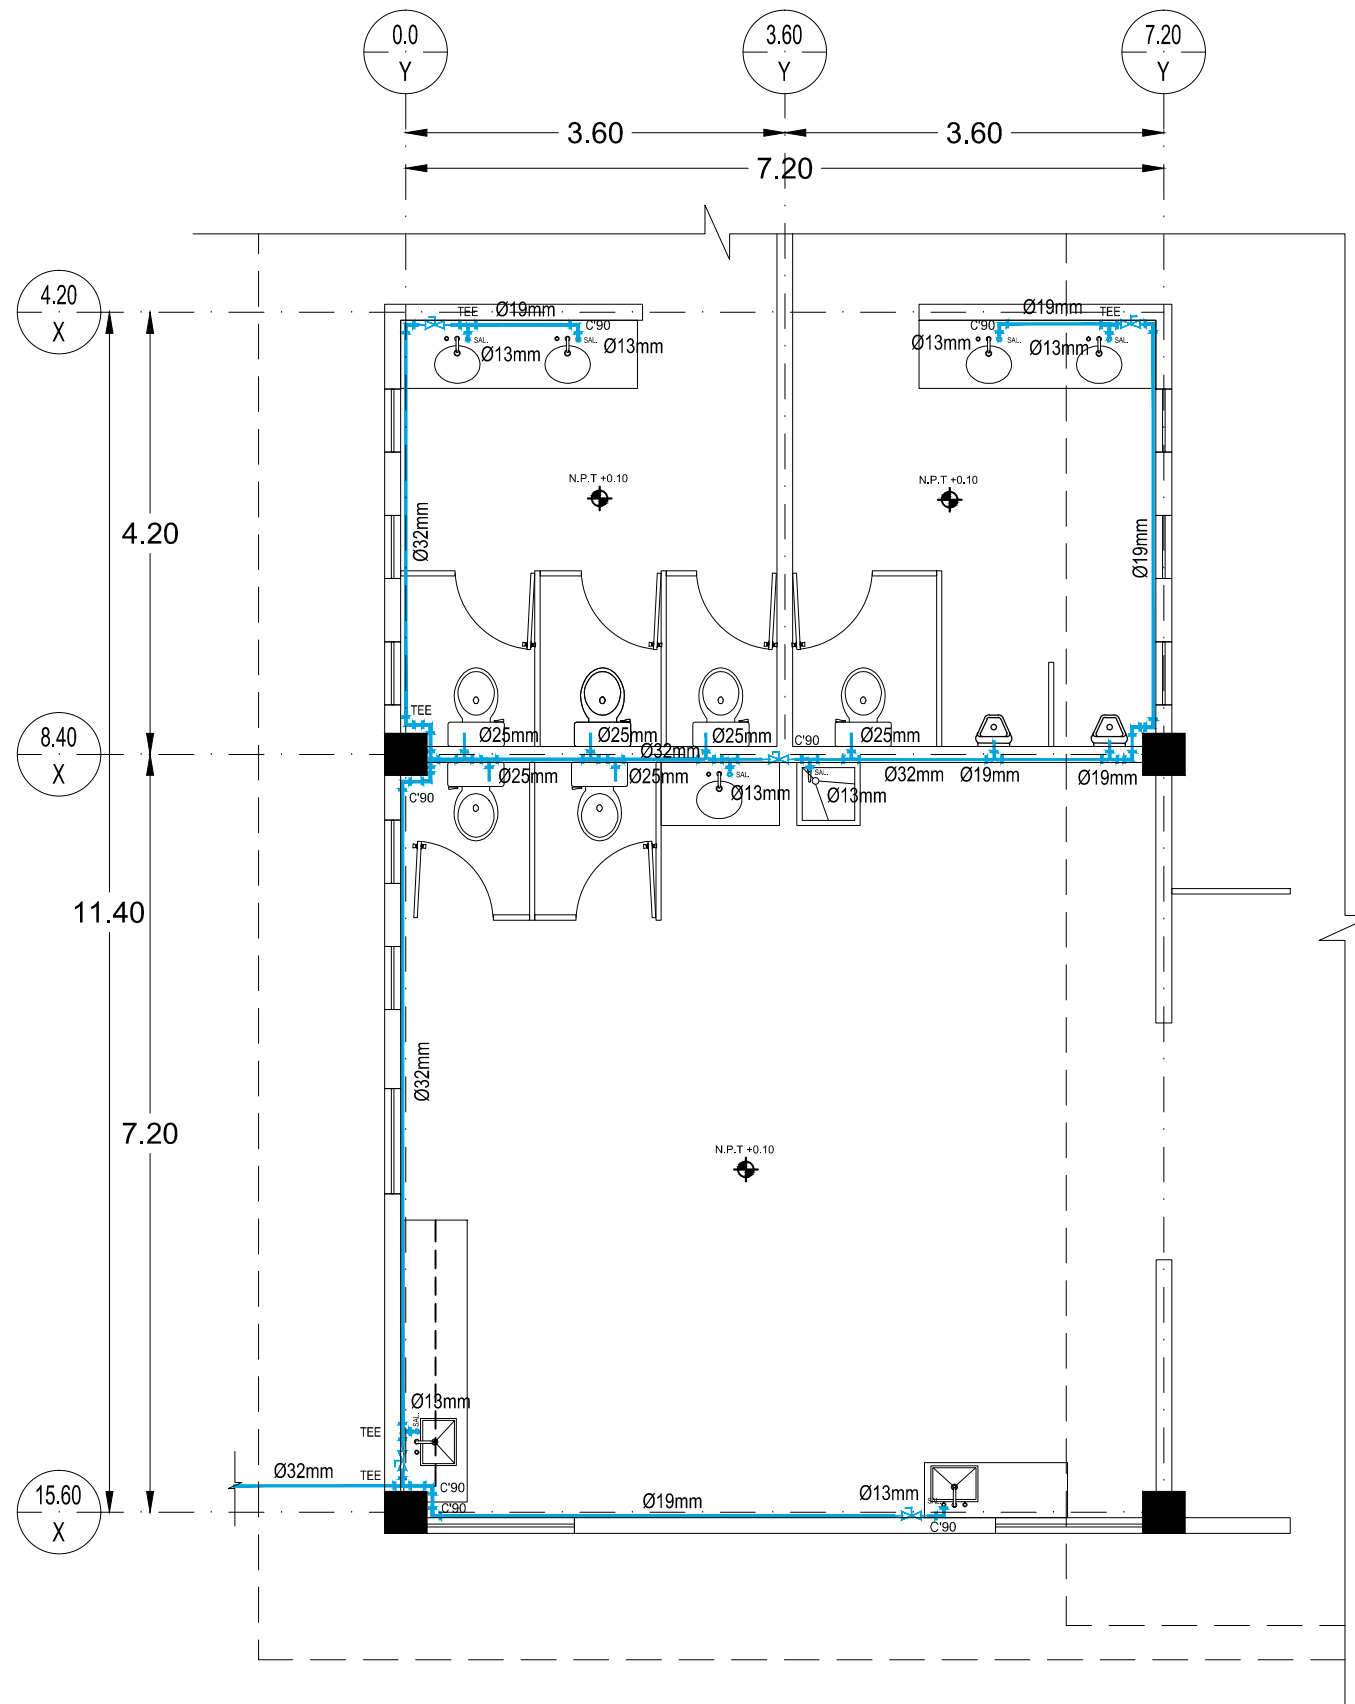 0.0
Y
3.60
Y
7.20
Y
3.60
3.60
7.20
4.20
X
TEE
Ø19mm
C'90
SAL.
Ø13mm
SAL.
Ø13mm
Ø19mm
TEE
C'90
SAL.
Ø13mm
SAL.
Ø13mm
N.P.T +0.10
N.P.T +0.10
4.20
Ø32mm
Ø19mm
TEE
8.40
X
Ø25mm
Ø25mm
Ø32mm
Ø25mm
C'90
Ø25mm
C'90
Ø25mm
Ø25mm
SAL.
Ø13mm
SAL.
Ø13mm
Ø32mm
Ø19mm
Ø19mm
11.40
Ø32mm
7.20
N.P.T +0.10
Ø13mm
SAL.
TEE
TEE
Ø32mm
C'90
C'90
15.60
X
Ø19mm
Ø13mm
SAL.
C'90